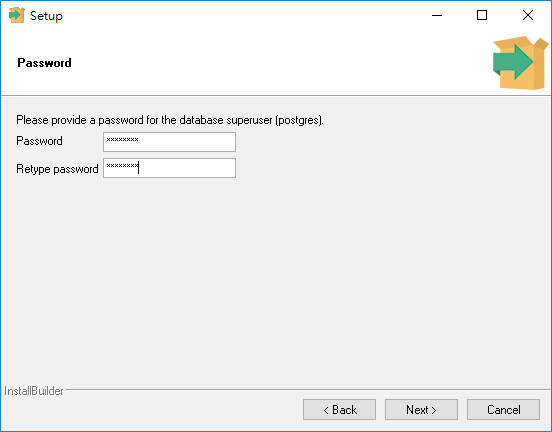 Setup
Password
Please provide a password for the database superuser (postgres).
Password ********
Retype password ********
InstallBuilder
< Back Next > Cancel